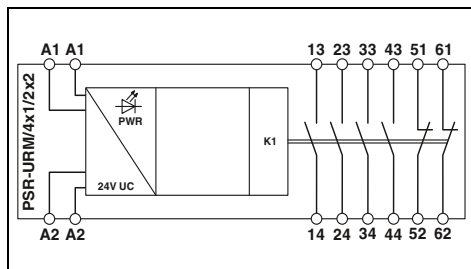 A1 A1 13 23 33 43 51 61
PSR-URM/4x1/2x2
PWR
K1
24V UC
A2 A2 14 24 34 44 52 62